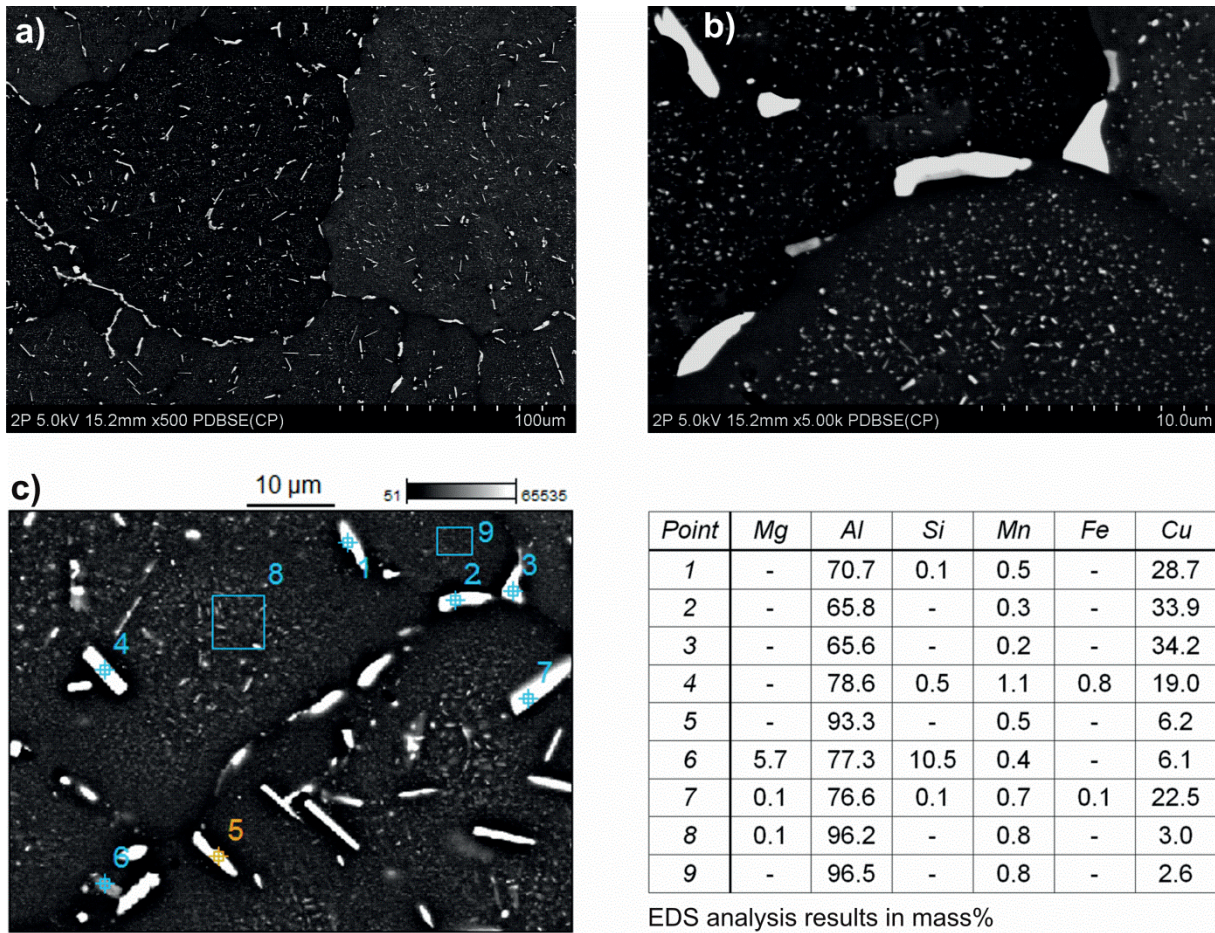 a)
2P 5.0kV 15.2mm x500 PDBSE(CP) 100um
b)
2P 5.0kV 15.2mm x5.00k PDBSE(CP) 10.0um
c) 10 µm 51 65535
1
2
3
4
5
6
7
8
9
Point Mg Al Si Mn Fe Cu
1 - 70.7 0.1 0.5 - 28.7
2 - 65.8 - 0.3 - 33.9
3 - 65.6 - 0.2 - 34.2
4 - 78.6 0.5 1.1 0.8 19.0
5 - 93.3 - 0.5 - 6.2
6 5.7 77.3 10.5 0.4 - 6.1
7 0.1 76.6 0.1 0.7 0.1 22.5
8 0.1 96.2 - 0.8 - 3.0
9 - 96.5 - 0.8 - 2.6
EDS analysis results in mass%